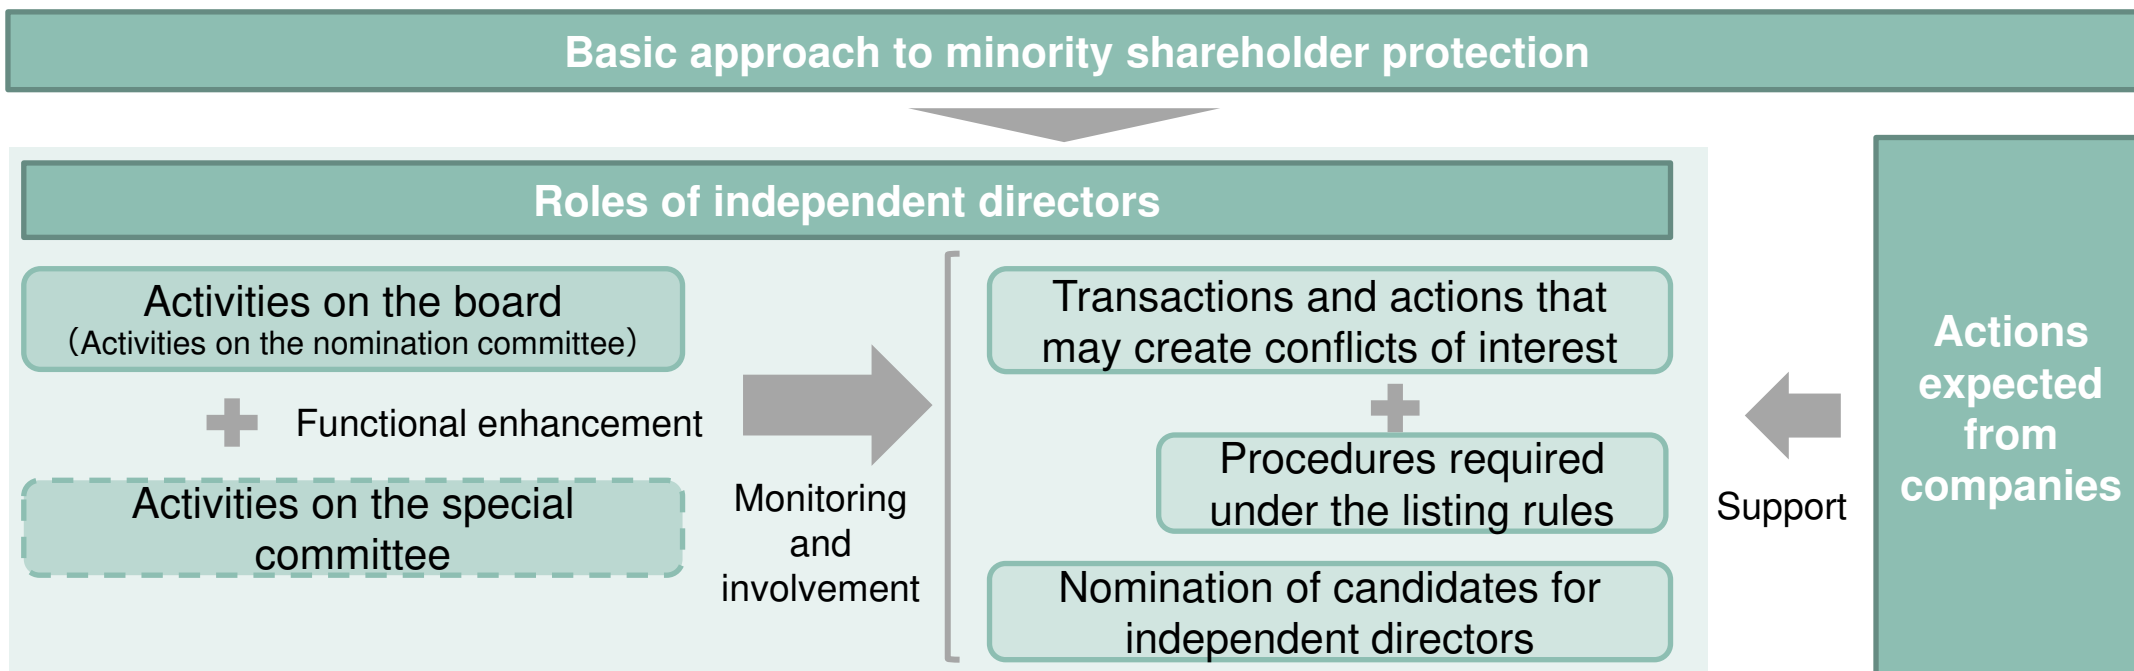 Basic approach to minority shareholder protection
Roles of independent directors
Activities on the board
（Activities on the nomination committee）
Functional enhancement
Activities on the special
committee
Monitoring
and
involvement
Transactions and actions that
may create conflicts of interest
Procedures required
under the listing rules
Nomination of candidates for
independent directors
Support
Actions
expected
from
companies